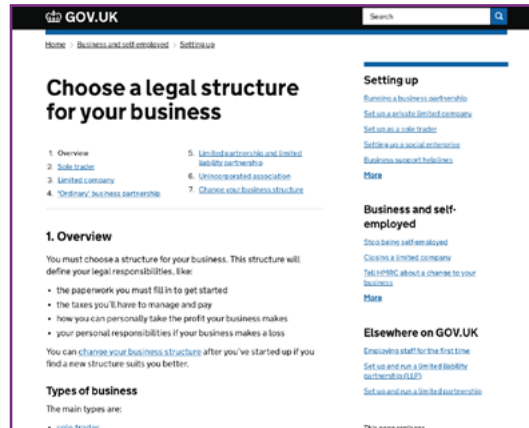 GOV.UK
Search
Home > Business and self-employed > Setting up
Choose a legal structure
for your business
1. Overview
2. Sole trader
3. Limited company
4. 'Ordinary' business partnership
5. Limited partnership and limited
liability partnership
6. Unincorporated association
7. Change your business structure
1. Overview
You must choose a structure for your business. This structure will
define your legal responsibilities, like:
• the paperwork you must fill in to get started
• the taxes you'll have to manage and pay
• how you can personally take the profit your business makes
• your personal responsibilities if your business makes a loss
You can change your business structure after you've started up if you
find a new structure suits you better.
Types of business
The main types are:
• sole trader
Setting up
Running a business partnership
Set up a private limited company
Set up as a sole trader
Setting up a social enterprise
Business support helplines
More
Business and self-
employed
Stop being self-employed
Closing a limited company
Tell HMRC about a change to your
business
More
Elsewhere on GOV.UK
Employing staff for the first time
Set up and run a limited liability
partnership (LLP)
Set up and run a limited partnership